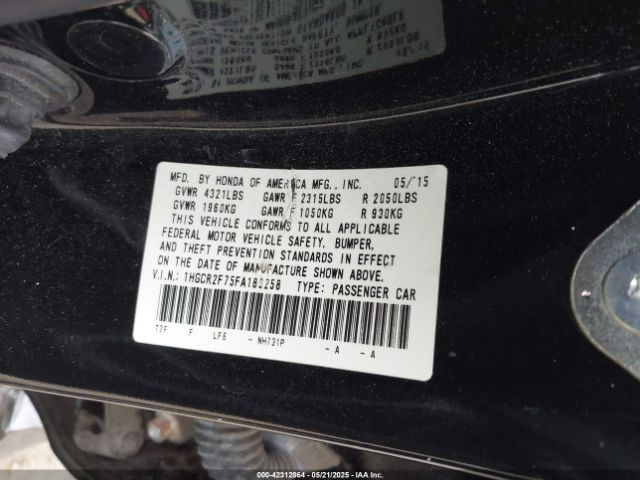 MFD. BY HONDA OF AMERICA MFG., INC. 05/15
GVWR 4321LBS GAWR F 2315LBS R 2050LBS
GVWR 1960KG GAWR F 1050KG R 930KG
THIS VEHICLE CONFORMS TO ALL APPLICABLE
FEDERAL MOTOR VEHICLE SAFETY, BUMPER,
AND THEFT PREVENTION STANDARDS IN EFFECT
ON THE DATE OF MANUFACTURE SHOWN ABOVE.
V.I.N.: TYPE: PASSENGER CAR
F LF6 - NH731P - A - A
000-42312864 | 05/21/2025 | IAA Inc.